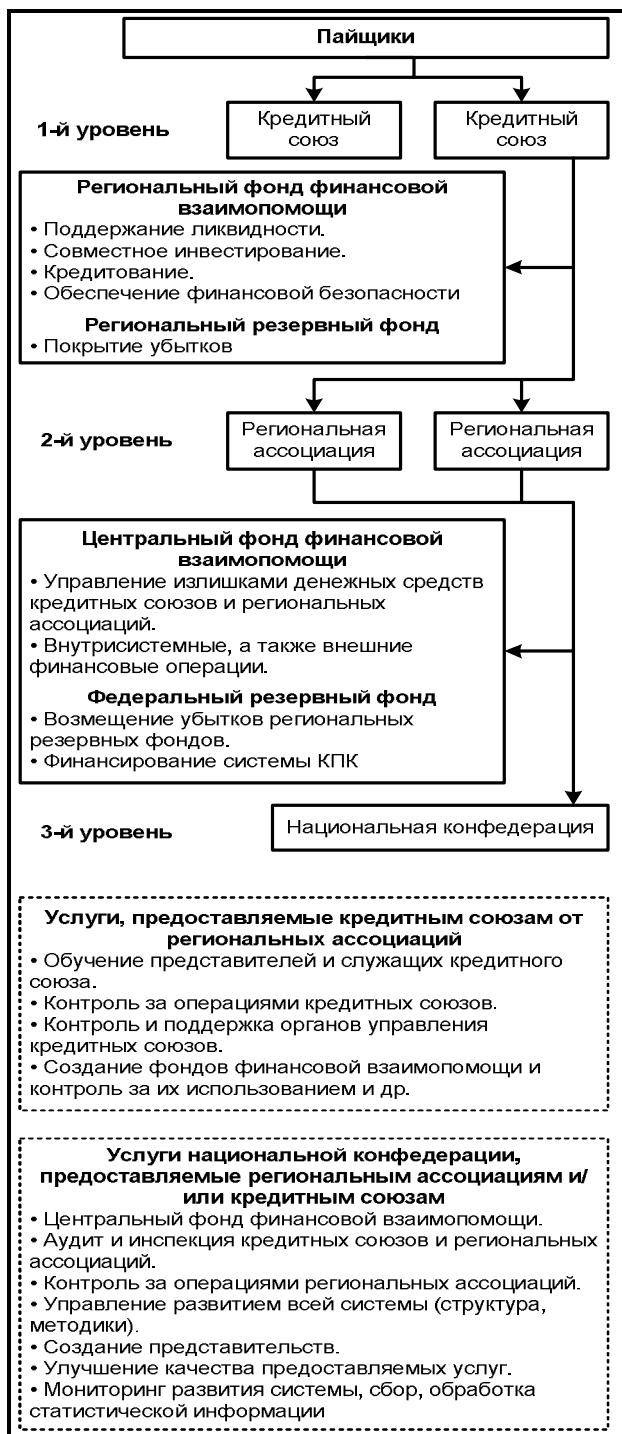 Пайщики
1-й уровень
Кредитный
союз
Кредитный
союз
Региональный фонд финансовой
взаимопомощи
• Поддержание ликвидности.
• Совместное инвестирование.
• Кредитование.
• Обеспечение финансовой безопасности
Региональный резервный фонд
• Покрытие убытков
2-й уровень
Региональная
ассоциация
Региональная
ассоциация
Центральный фонд финансовой
взаимопомощи
• Управление излишками денежных средств
кредитных союзов и региональных
ассоциаций.
• Внутрисистемные, а также внешние
финансовые операции.
Федеральный резервный фонд
• Возмещение убытков региональных
резервных фондов.
• Финансирование системы КПК
3-й уровень
Национальная конфедерация
Услуги, предоставляемые кредитным союзам от
региональных ассоциаций
• Обучение представителей и служащих кредитного
союза.
• Контроль за операциями кредитных союзов.
• Контроль и поддержка органов управления
кредитных союзов.
• Создание фондов финансовой взаимопомощи и
контроль за их использованием и др.
Услуги национальной конфедерации,
предоставляемые региональным ассоциациям и/
или кредитным союзам
• Центральный фонд финансовой взаимопомощи.
• Аудит и инспекция кредитных союзов и региональных
ассоциаций.
• Контроль за операциями региональных ассоциаций.
• Управление развитием всей системы (структура,
методики).
• Создание представительств.
• Улучшение качества предоставляемых услуг.
• Мониторинг развития системы, сбор, обработка
статистической информации